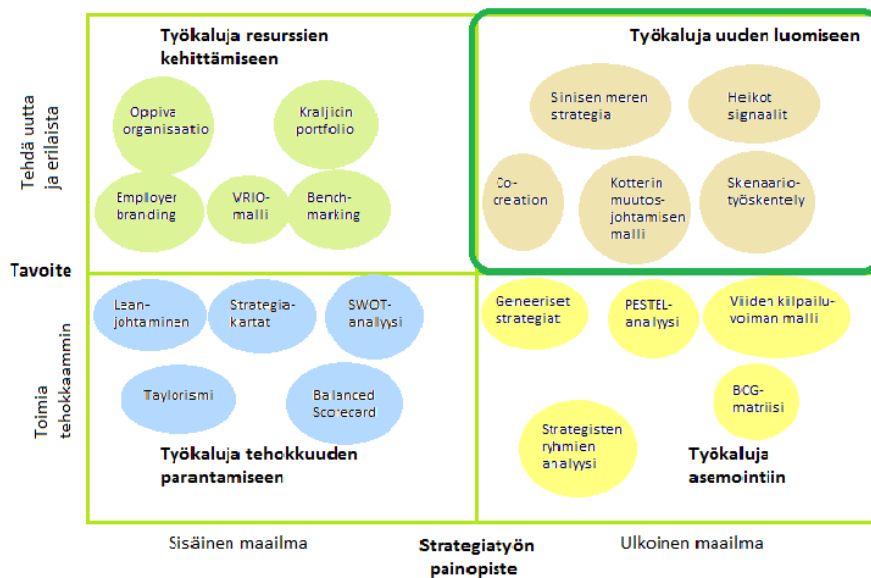 Työkaluja resurssien
kehittämiseen
Oppiva
organisaatio
Kraljicin
portfolio
Employer
branding
VRIO-
malli
Bench-
marking
Työkaluja uuden luomiseen
Sinisen meren
strategia
Heikot
signaalit
Co-
creation
Kotterin
muutos-
johtamisen
malli
Skenaario-
työskentely
Tehdä uutta
ja erilaista
Tavoite
Toimia
tehokkaammin
Lean-
johtaminen
Strategia-
kartat
SWOT-
analyysi
Taylorismi
Balanced
Scorecard
Työkaluja tehokkuuden
parantamiseen
Geneeriset
strategiat
PESTEL-
analyysi
Viiden kilpailu-
voiman malli
BCG-
matriisi
Strategisten
ryhmien
analyysi
Työkaluja
asemointiin
Sisäinen maailma
Strategiatyön
painopiste
Ulkoinen maailma